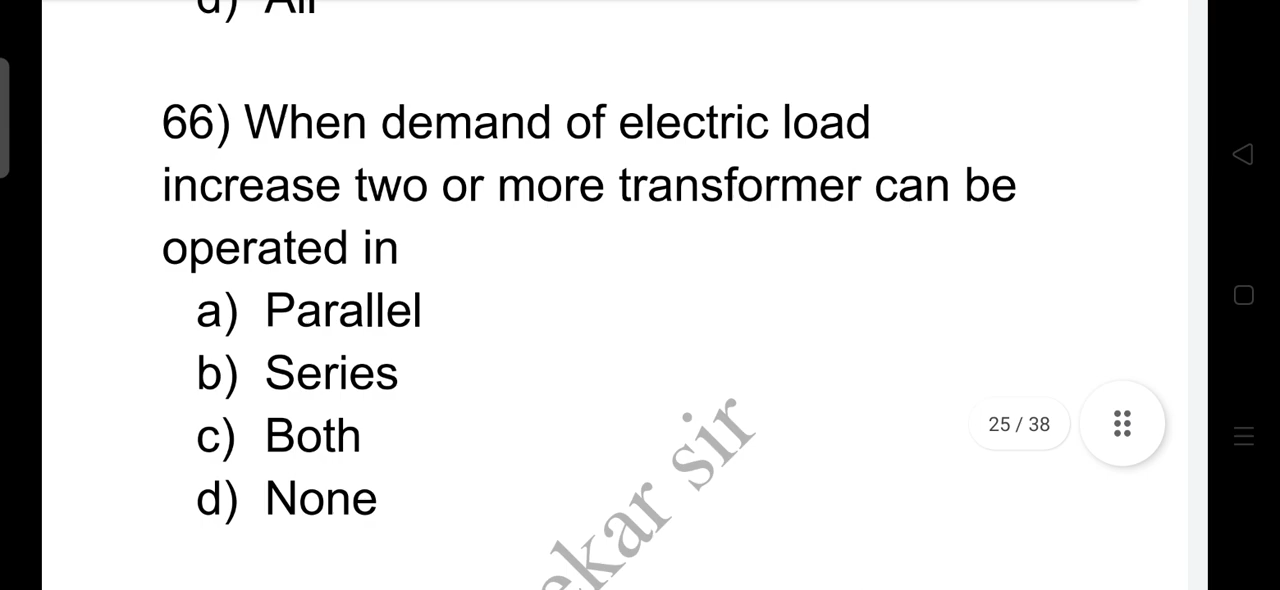 d) All
66) When demand of electric load
increase two or more transformer can be
operated in
a) Parallel
b) Series
c) Both
d) None
25 / 38
sir